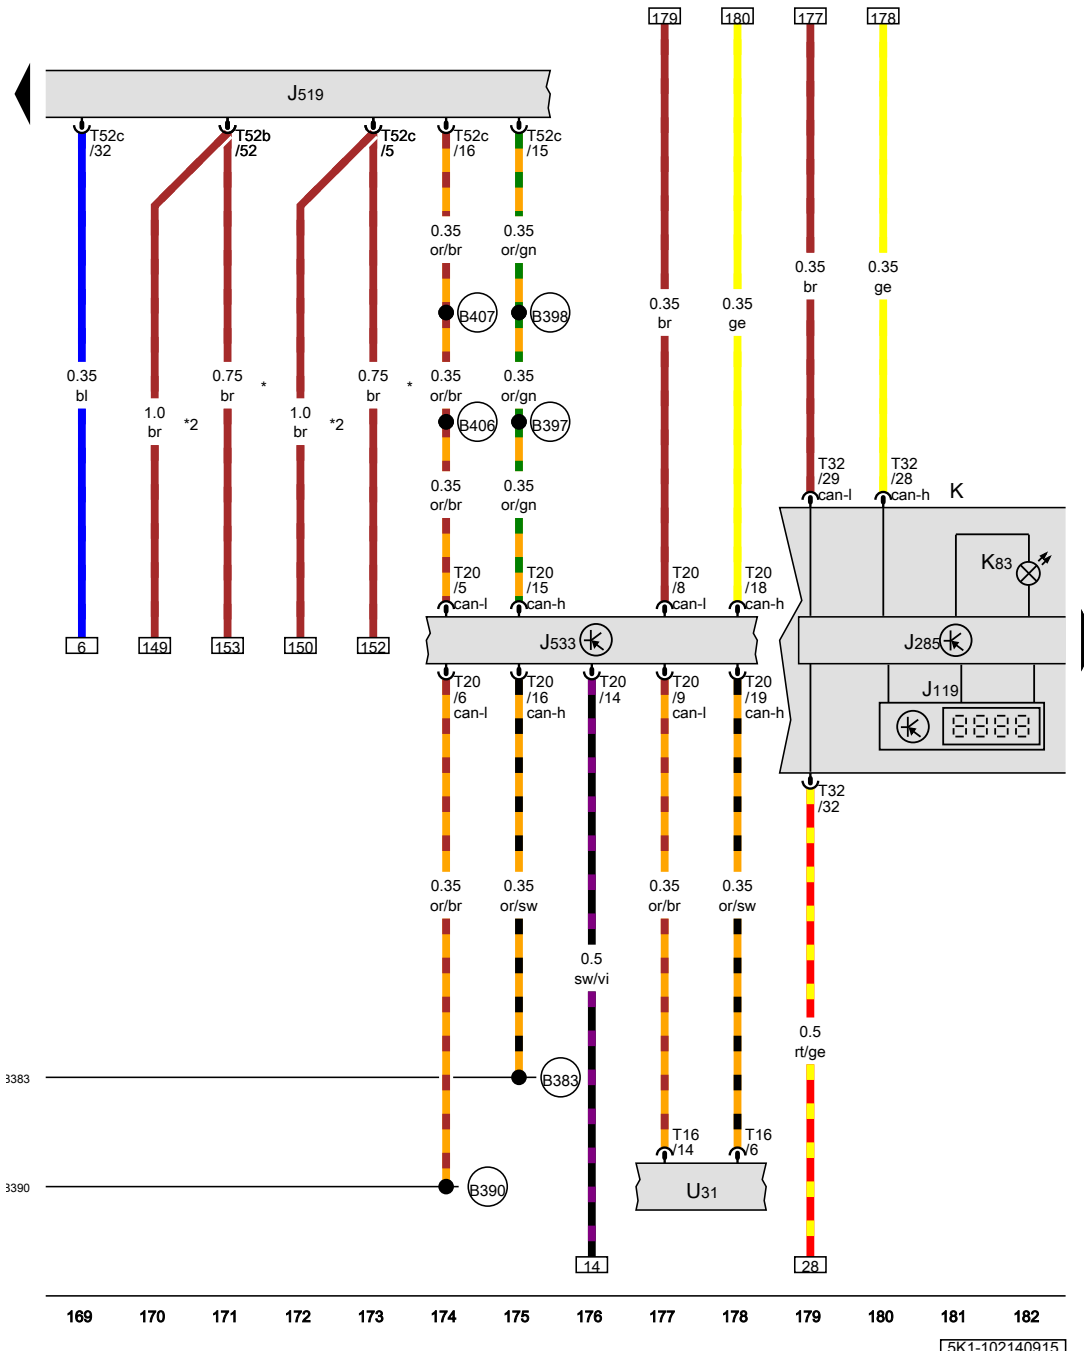 179
180
177
178
J519
T52c
/32
T52b
/52
T52c
/5
T52c
/16
T52c
/15
0.35
or/br
0.35
or/gn
0.35
br
0.35
ge
0.35
br
0.35
ge
B407
B398
0.35
bl
0.75
br
*
0.75
br
*
0.35
or/br
0.35
or/gn
1.0
br
*2
1.0
br
*2
B406
B397
0.35
or/br
0.35
or/gn
T32
/29
can-l
T32
/28
can-h
K
K83
T20
/5
can-l
T20
/15
can-h
T20
/8
can-l
T20
/18
can-h
6
149
153
150
152
J533
J285
J119
T20
/6
can-l
T20
/16
can-h
T20
/14
T20
/9
can-l
T20
/19
can-h
8888
T32
/32
0.35
or/br
0.35
or/sw
0.35
or/br
0.35
or/sw
0.5
sw/vi
0.5
rt/ge
B383
B383
T16
/14
T16
/6
B390
B390
U31
14
28
169 170 171 172 173 174 175 176 177 178 179 180 181 182
5K1-102140915